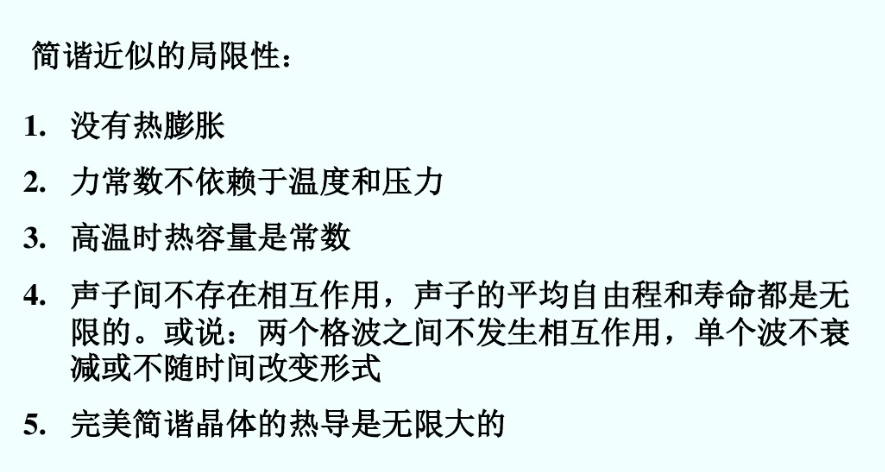 简谐近似的局限性：
1. 没有热膨胀
2. 力常数不依赖于温度和压力
3. 高温时热容量是常数
4. 声子间不存在相互作用，声子的平均自由程和寿命都是无
限的。或说：两个格波之间不发生相互作用，单个波不衰
减或不随时间改变形式
5. 完美简谐晶体的热导是无限大的